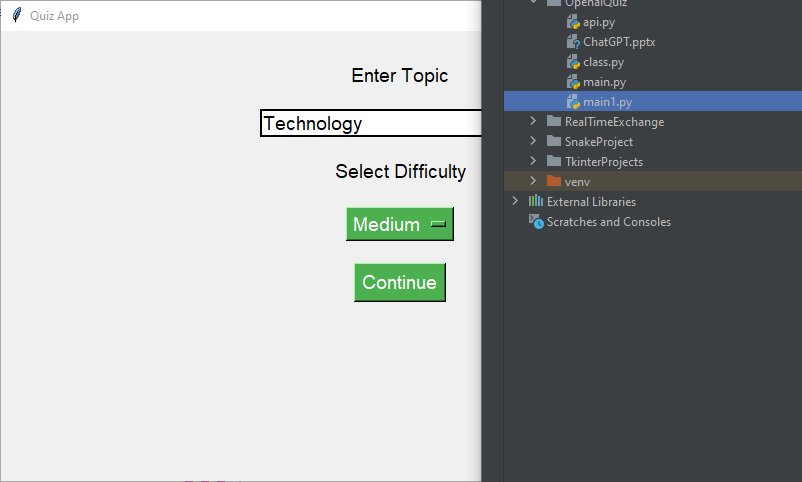 Quiz App
Enter Topic
Technology
Select Difficulty
Medium
Continue
OpenaiQuiz
api.py
ChatGPT.pptx
class.py
main.py
main1.py
RealTimeExchange
SnakeProject
TkinterProjects
venv
External Libraries
Scratches and Consoles